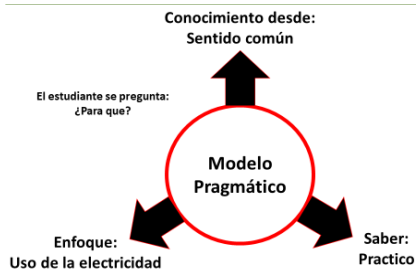 Conocimiento desde:
Sentido común
El estudiante se pregunta:
¿Para que?
Modelo
Pragmático
Enfoque:
Uso de la electricidad
Saber:
Practico